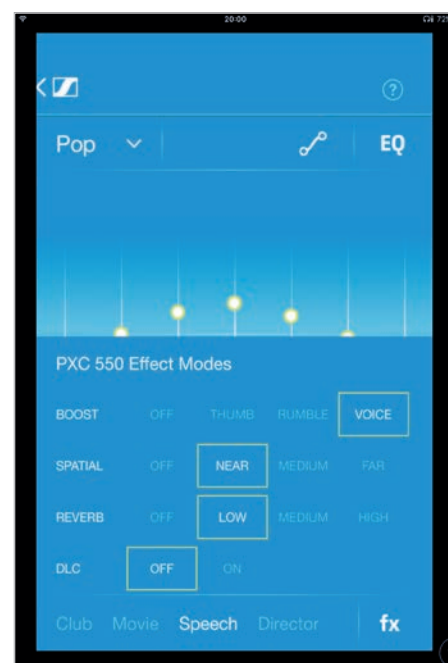 20:00 72%
?
Pop EQ
PXC 550 Effect Modes
BOOST OFF THUMB RUMBLE VOICE
SPATIAL OFF NEAR MEDIUM FAR
REVERB OFF LOW MEDIUM HIGH
DLC OFF ON
Club Movie Speech Director fx